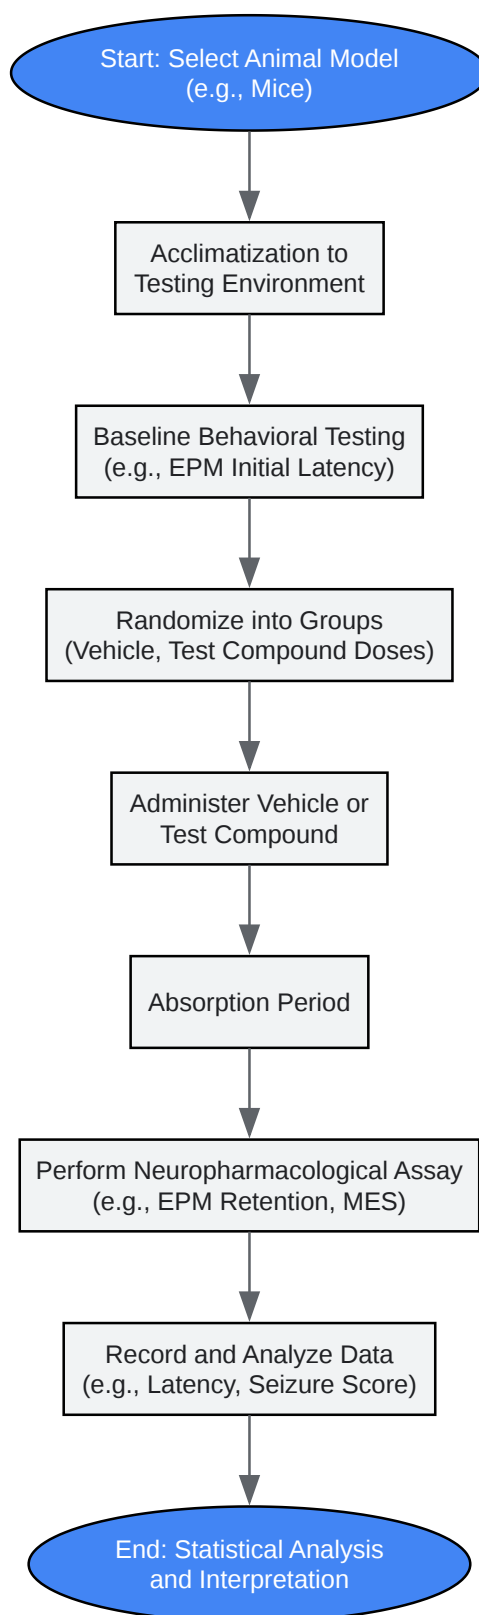 Start: Select Animal Model
(e.g., Mice)
Acclimatization to
Testing Environment
Baseline Behavioral Testing
(e.g., EPM Initial Latency)
Randomize into Groups
(Vehicle, Test Compound Doses)
Administer Vehicle or
Test Compound
Absorption Period
Perform Neuropharmacological Assay
(e.g., EPM Retention, MES)
Record and Analyze Data
(e.g., Latency, Seizure Score)
End: Statistical Analysis
and Interpretation